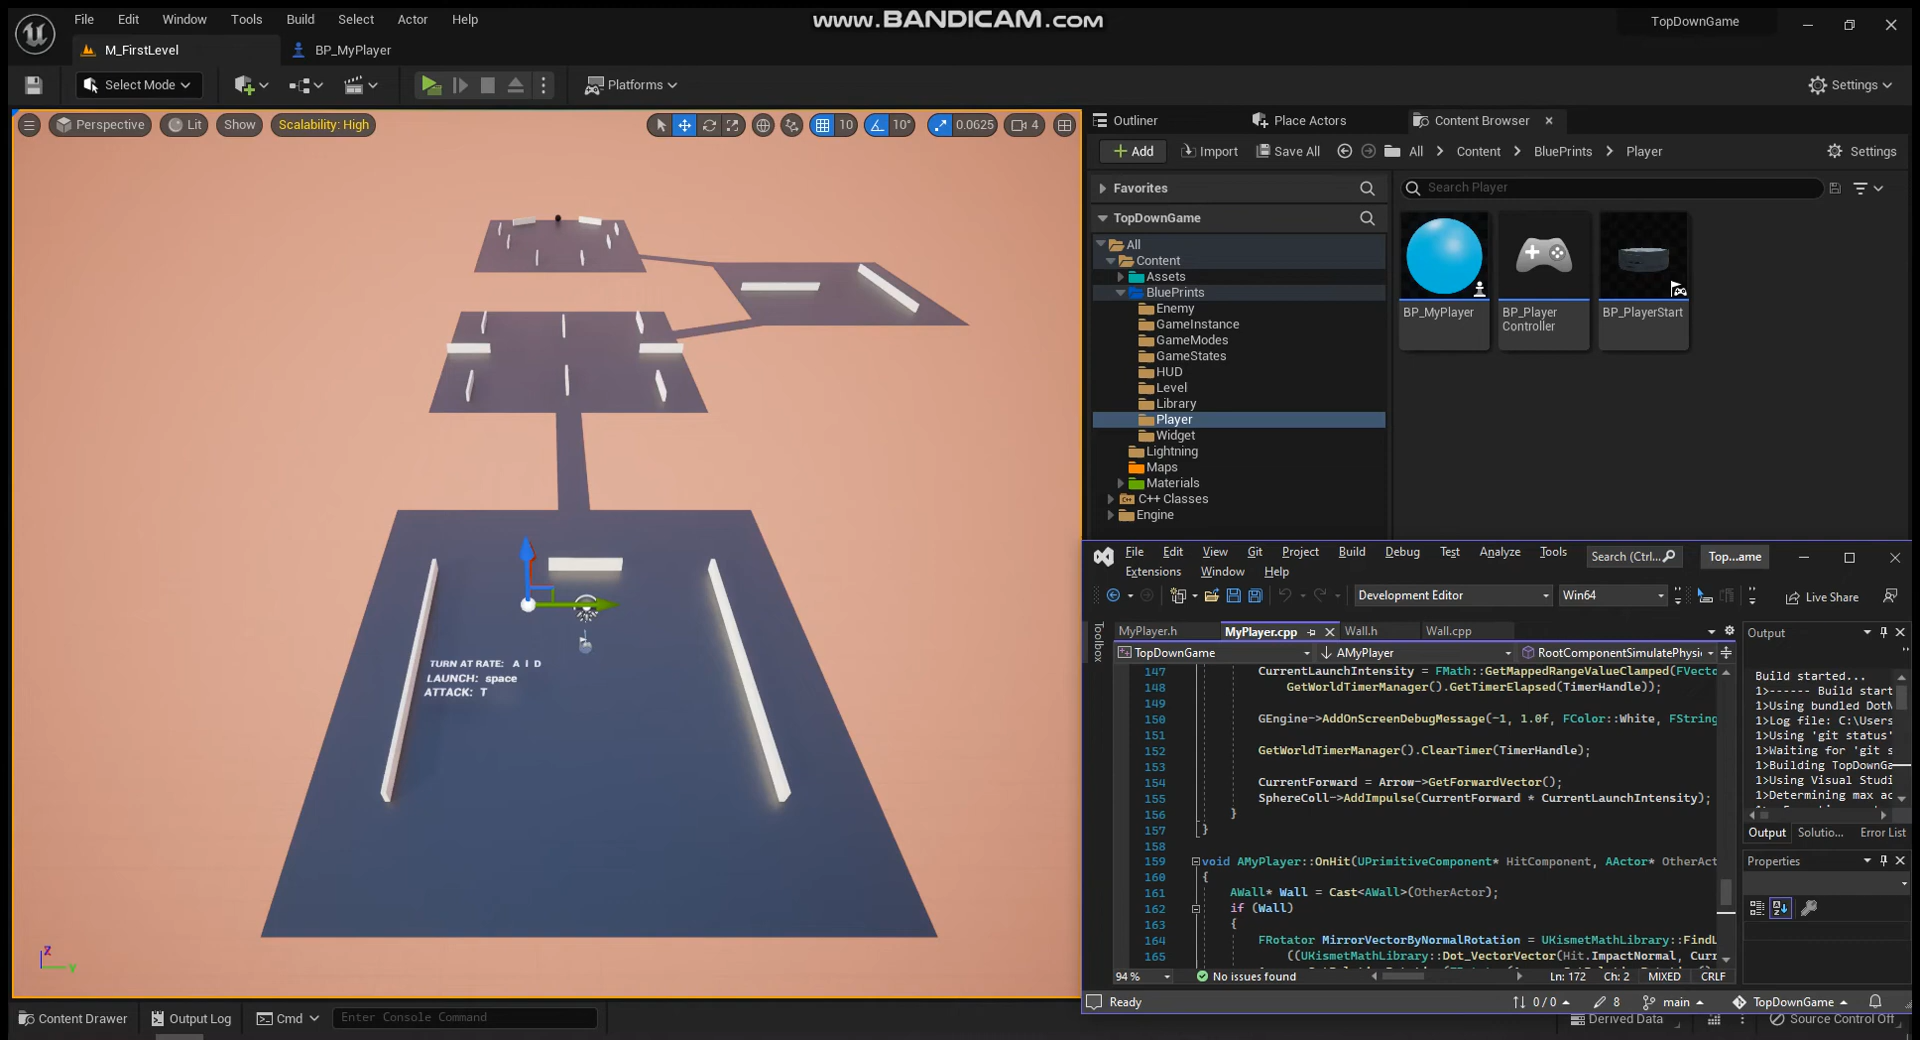 File Edit Window Tools Build Select Actor Help
www.BANDICAM.com
TopDownGame
M_FirstLevel
BP_MyPlayer
Select Mode
Platforms
Settings
Perspective
Lit
Show
Scalability: High
10
10°
0.0625
4
TURN AT RATE: A | D
LAUNCH: space
ATTACK: T
Z
Y
Outliner
Place Actors
Content Browser
Add
Import
Save All
All
Content
BluePrints
Player
Settings
Favorites
TopDownGame
All
Content
Assets
BluePrints
Enemy
GameInstance
GameModes
GameStates
HUD
Level
Library
Player
Widget
Lightning
Maps
Materials
C++ Classes
Engine
Search Player
BP_MyPlayer
BP_Player
Controller
BP_PlayerStart
File Edit View Git Project Build Debug Test Analyze Tools
Extensions Window Help
Search (Ctrl...
Top...ame
Development Editor
Win64
Live Share
Toolbox
MyPlayer.h
MyPlayer.cpp
Wall.h
Wall.cpp
TopDownGame
AMyPlayer
RootComponentSimulatePhysic
147 CurrentLaunchIntensity = FMath::GetMappedRangeValueClamped(FVecto
148 GetWorldTimerManager().GetTimerElapsed(TimerHandle));
149
150 GEngine->AddOnScreenDebugMessage(-1, 1.0f, FColor::White, FString
151
152 GetWorldTimerManager().ClearTimer(TimerHandle);
153
154 CurrentForward = Arrow->GetForwardVector();
155 SphereColl->AddImpulse(CurrentForward * CurrentLaunchIntensity);
156 }
157 }
158
159 void AMyPlayer::OnHit(UPrimitiveComponent* HitComponent, AActor* OtherAct
160 {
161 AWall* Wall = Cast<AWall>(OtherActor);
162 if (Wall)
163 {
164 FRotator MirrorVectorByNormalRotation = UKismetMathLibrary::FindL
165 ((UKismetMathLibrary::Dot_VectorVector(Hit.ImpactNormal, Curr
94 %
No issues found
Ln: 172 Ch: 2 MIXED CRLF
Output
Build started...
1>------ Build start
1>Using bundled DotN
1>Log file: C:\Users
1>Using 'git status'
1>Waiting for 'git s
1>Building TopDownGa
1>Using Visual Studi
1>Determining max ac
Output Solutio... Error List
Properties
Ready
0 / 0
8
main
TopDownGame
Content Drawer
Output Log
Cmd
Enter Console Command
Derived Data
Source Control Off